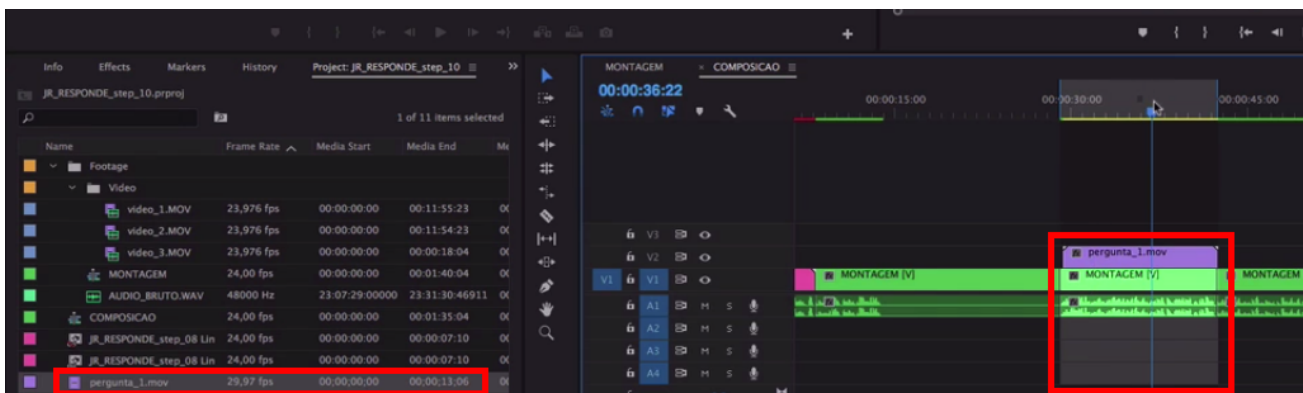 Info Effects Markers History Project: JR_RESPONDE_step_10
JR_RESPONDE_step_10.prproj
1 of 11 items selected
Name Frame Rate Media Start Media End
Footage
Video
video_1.MOV 23,976 fps 00:00:00:00 00:11:55:23
video_2.MOV 23,976 fps 00:00:00:00 00:11:54:23
video_3.MOV 23,976 fps 00:00:00:00 00:00:18:04
MONTAGEM 24,00 fps 00:00:00:00 00:01:40:04
AUDIO_BRUTO.WAV 48000 Hz 23:07:29:00000 23:31:30:46911
COMPOSICAO 24,00 fps 00:00:00:00 00:01:35:04
JR_RESPONDE_step_08 Lin 24,00 fps 00:00:00:00 00:00:07:10
JR_RESPONDE_step_08 Lin 24,00 fps 00:00:00:00 00:00:07:10
pergunta_1.mov 29,97 fps 00;00;00;00 00;00;13;06
MONTAGEM × COMPOSICAO
00:00:36:22
00:00:15:00 00:00:30:00 00:00:45:00
V3
V2 pergunta_1.mov
V1 V1 MONTAGEM [V] MONTAGEM [V] MONTAGEM
A1 M S
A2 M S
A3 M S
A4 M S